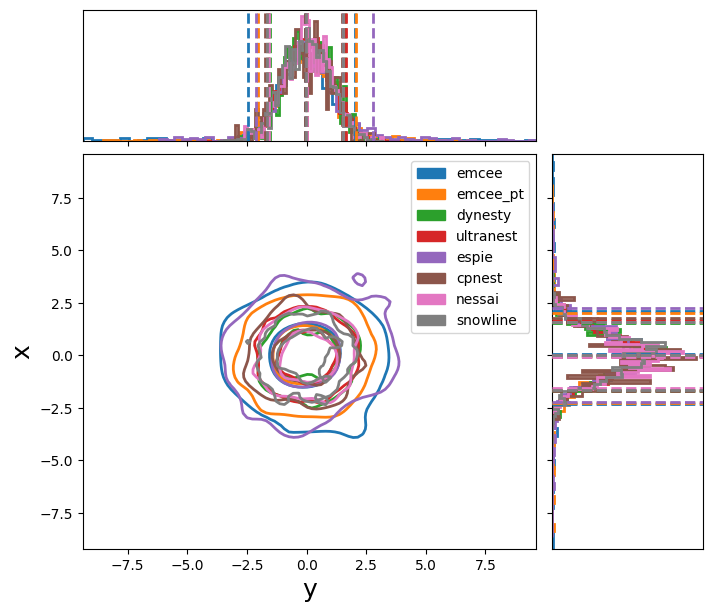 emcee
emcee_pt
dynesty
ultranest
espie
cpnest
nessai
snowline
7.5
5.0
2.5
0.0
−2.5
−5.0
−7.5
x
−7.5 −5.0 −2.5 0.0 2.5 5.0 7.5
y